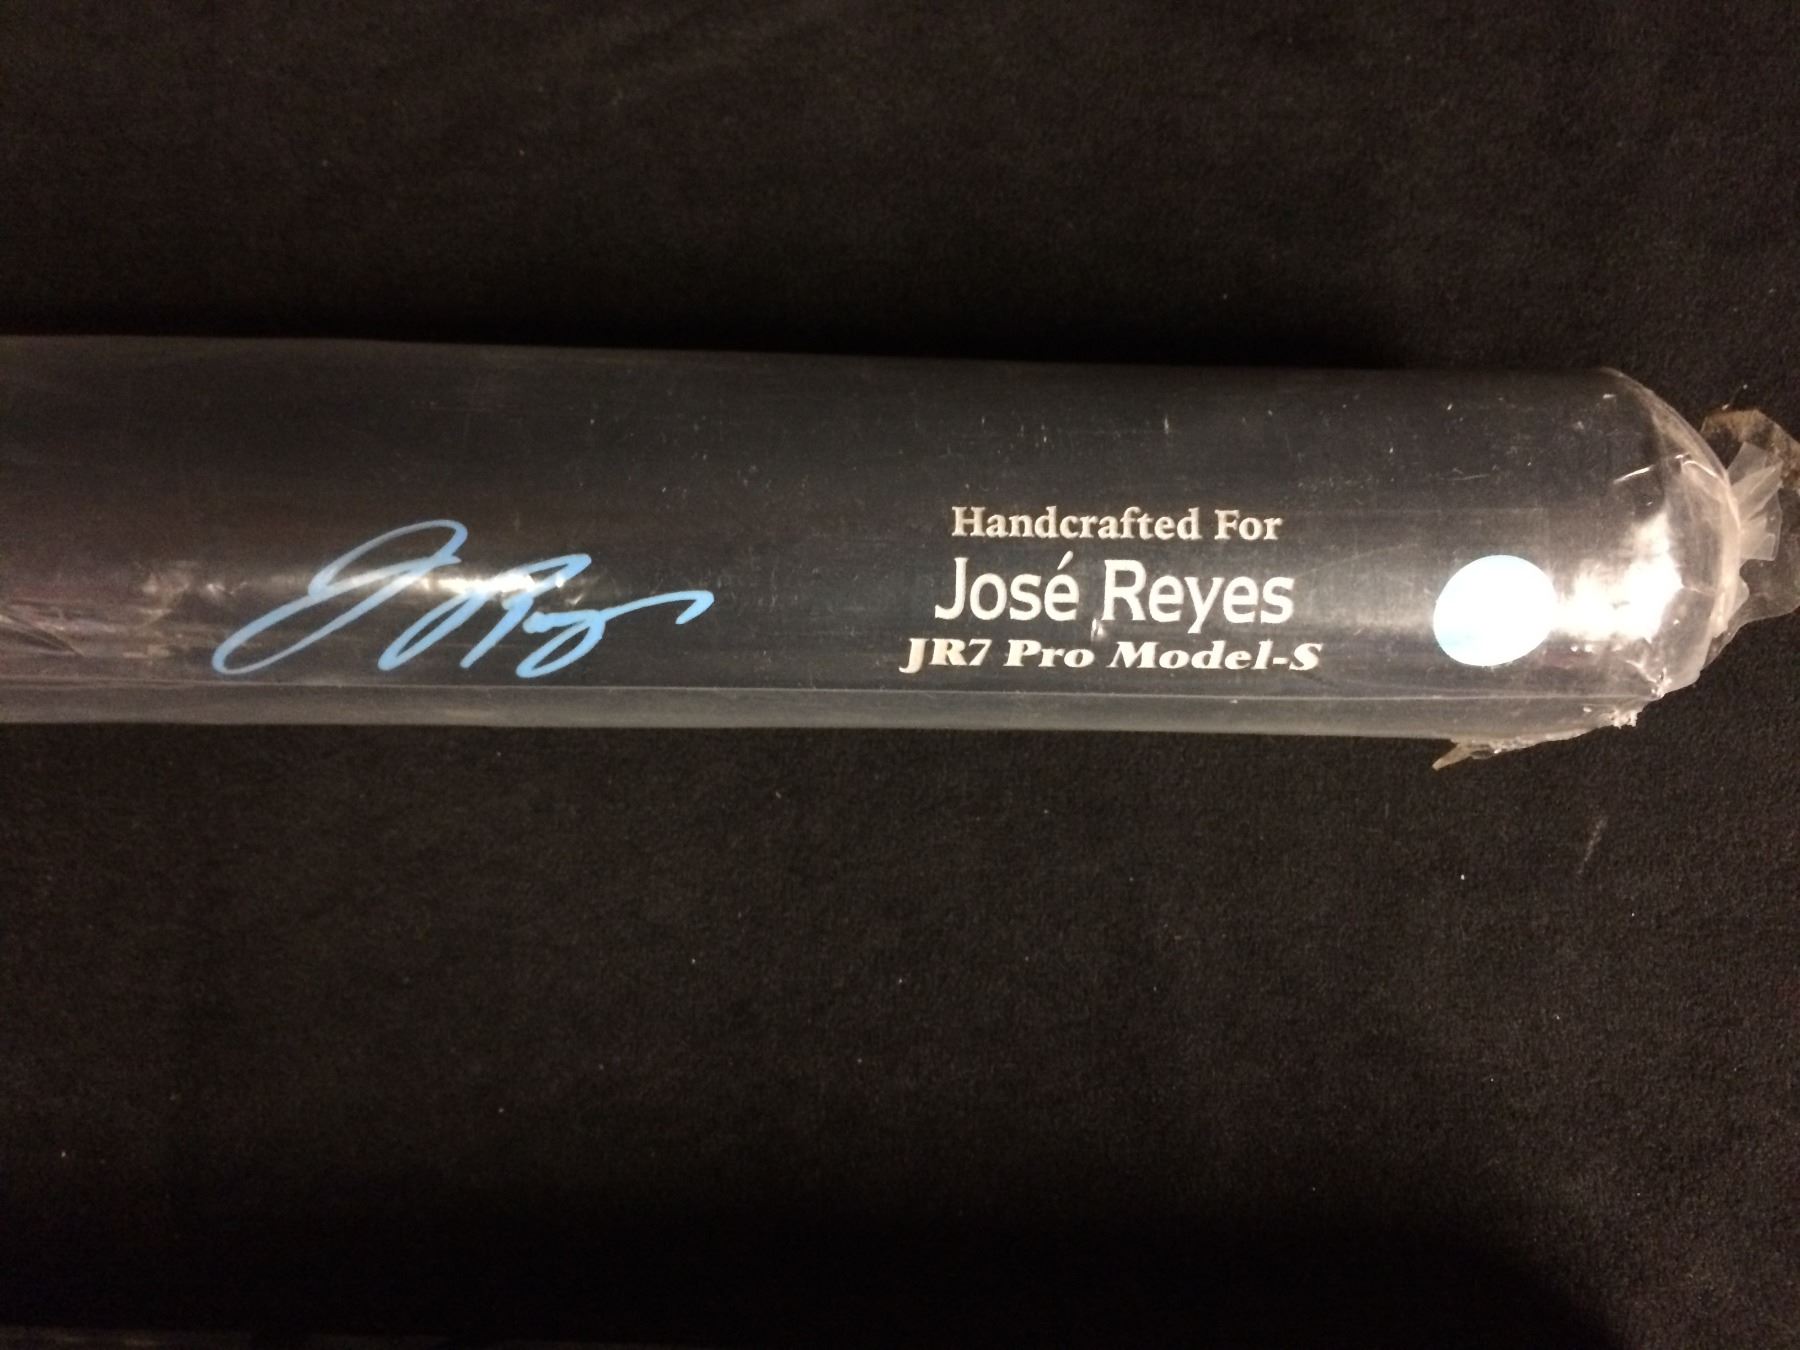 Handcrafted For
José Reyes
JR7 Pro Model-S